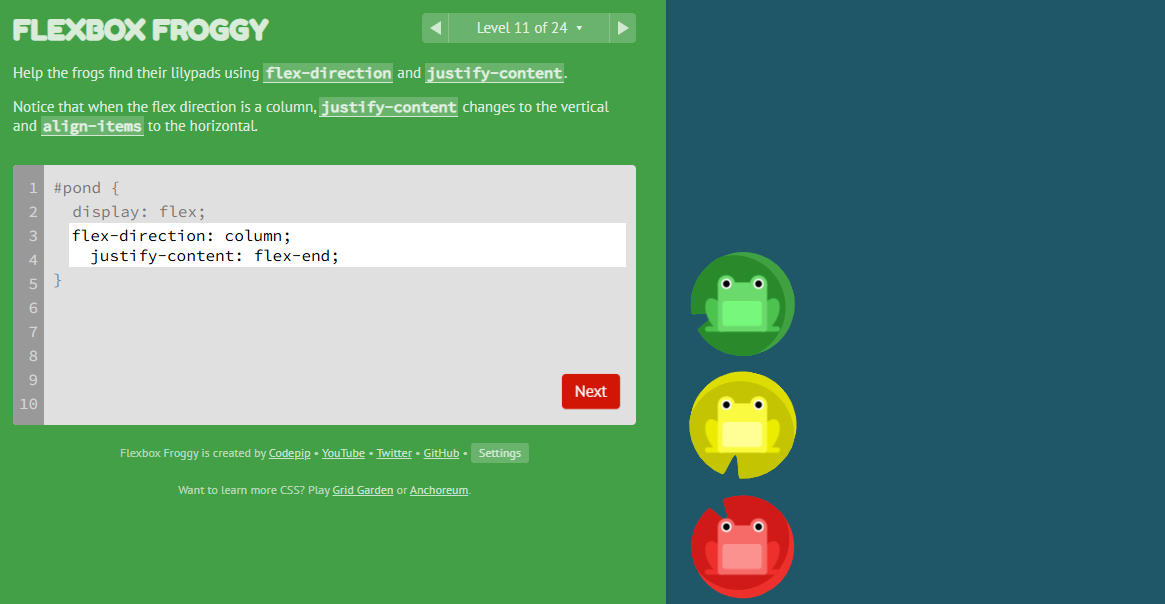 FLEXBOX FROGGY
◀ Level 11 of 24 ▾ ▶
Help the frogs find their lilypads using flex-direction and justify-content.
Notice that when the flex direction is a column, justify-content changes to the vertical
and align-items to the horizontal.
1 #pond {
2 display: flex;
3 flex-direction: column;
4 justify-content: flex-end;
5 }
6
7
8
9
10
Next
Flexbox Froggy is created by Codepip • YouTube • Twitter • GitHub • Settings
Want to learn more CSS? Play Grid Garden or Anchoreum.